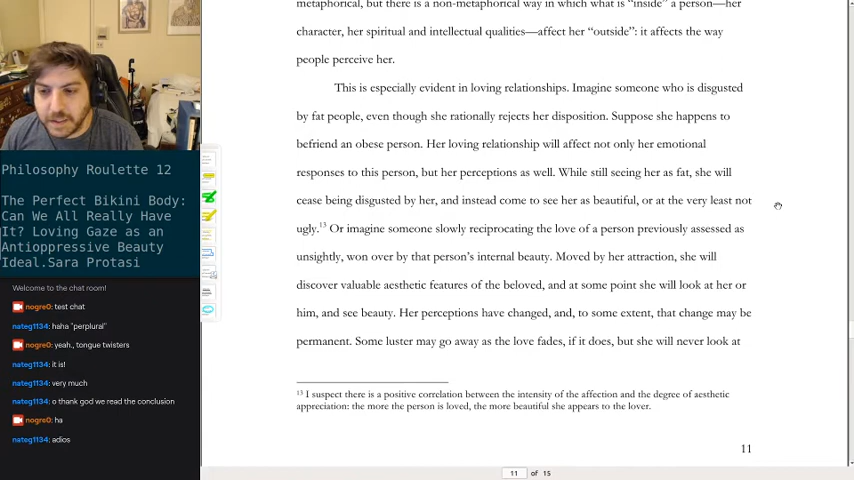 metaphorical, but there is a non-metaphorical way in which what is “inside” a person—her
character, her spiritual and intellectual qualities—affect her “outside”: it affects the way
people perceive her.
This is especially evident in loving relationships. Imagine someone who is disgusted
by fat people, even though she rationally rejects her disposition. Suppose she happens to
befriend an obese person. Her loving relationship will affect not only her emotional
responses to this person, but her perceptions as well. While still seeing her as fat, she will
cease being disgusted by her, and instead come to see her as beautiful, or at the very least not
ugly.13 Or imagine someone slowly reciprocating the love of a person previously assessed as
unsightly, won over by that person’s internal beauty. Moved by her attraction, she will
discover valuable aesthetic features of the beloved, and at some point she will look at her or
him, and see beauty. Her perceptions have changed, and, to some extent, that change may be
permanent. Some luster may go away as the love fades, if it does, but she will never look at
13 I suspect there is a positive correlation between the intensity of the affection and the degree of aesthetic
appreciation: the more the person is loved, the more beautiful she appears to the lover.
11
11 of 15
Philosophy Roulette 12
The Perfect Bikini Body:
Can We All Really Have
It? Loving Gaze as an
Antioppressive Beauty
Ideal.Sara Protasi
Welcome to the chat room!
nogre0: test chat
nateg1134: haha "perplural"
nogre0: yeah., tongue twisters
nateg1134: it is!
nateg1134: very much
nateg1134: o thank god we read the conclusion
nogre0: ha
nateg1134: adios